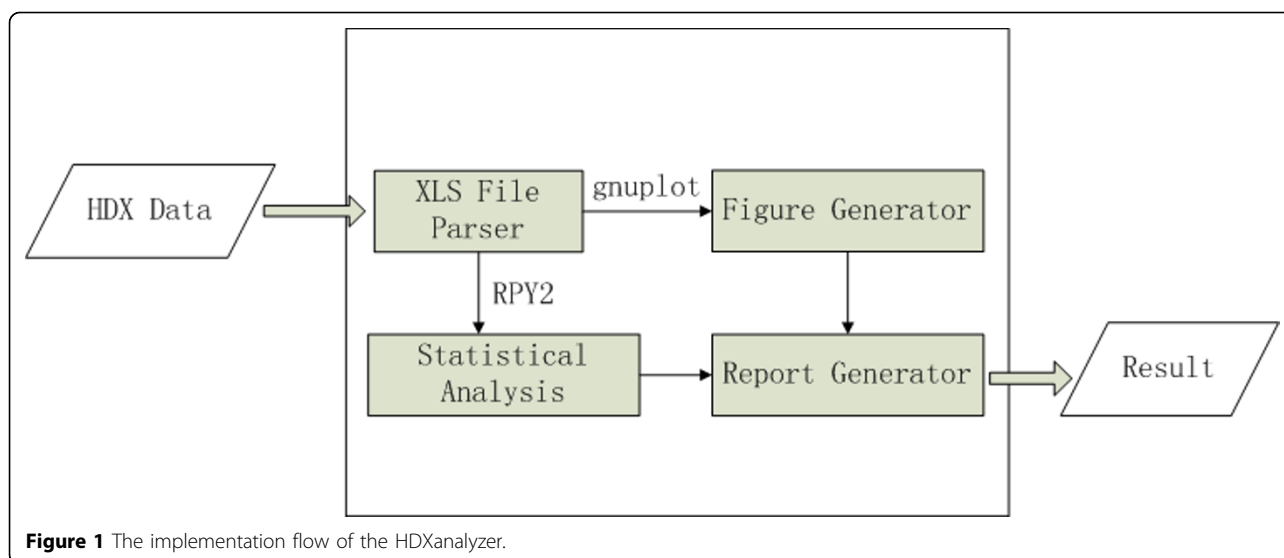 HDX Data
XLS File
Parser
gnuplot
Figure Generator
RPY2
Statistical
Analysis
Report Generator
Result
Figure 1 The implementation flow of the HDXanalyzer.